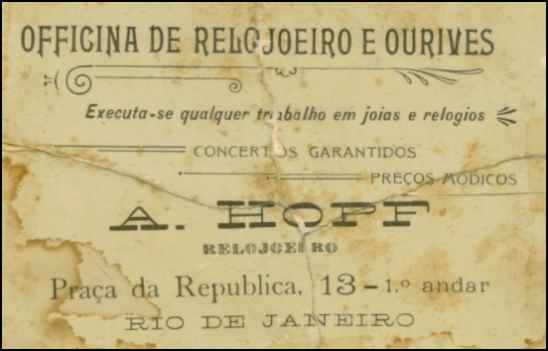 OFFICINA DE RELOJOEIRO E OURIVES
Executa-se qualquer trabalho em joias e relogios
CONCERTOS GARANTIDOS
PREÇOS MODICOS
A. HOPF
RELOJOEIRO
Praça da Republica, 13 - 1.º andar
RIO DE JANEIRO